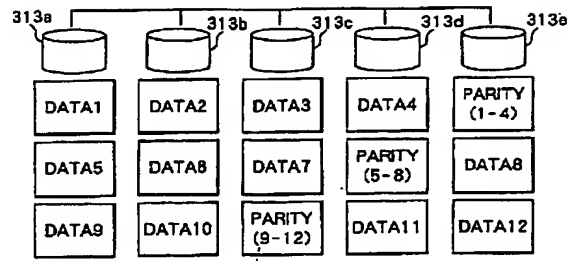 313a 313b 313c 313d 313e
DATA1 DATA2 DATA3 DATA4 PARITY
(1-4)
DATA5 DATA6 DATA7 PARITY
(5-8) DATA8
DATA9 DATA10 PARITY
(9-12) DATA11 DATA12